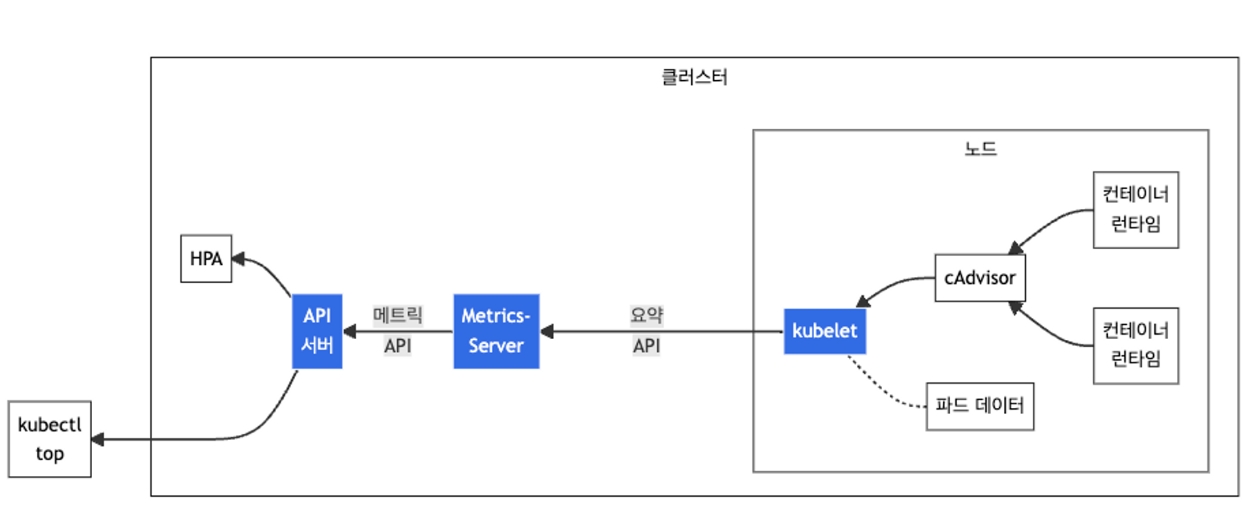 클러스터
노드
컨테이너
런타임
HPA
cAdvisor
API
서버
메트릭
API
Metrics-
Server
요약
API
kubelet
컨테이너
런타임
파드 데이터
kubectl
top